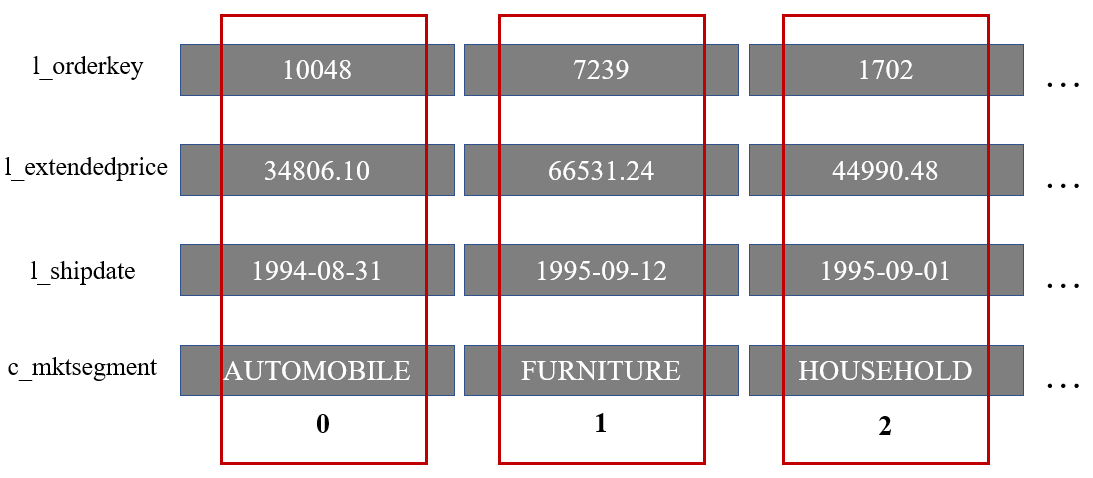 l_orderkey 10048 7239 1702 ...
l_extendedprice 34806.10 66531.24 44990.48 ...
l_shipdate 1994-08-31 1995-09-12 1995-09-01 ...
c_mktsegment AUTOMOBILE FURNITURE HOUSEHOLD ...
0 1 2